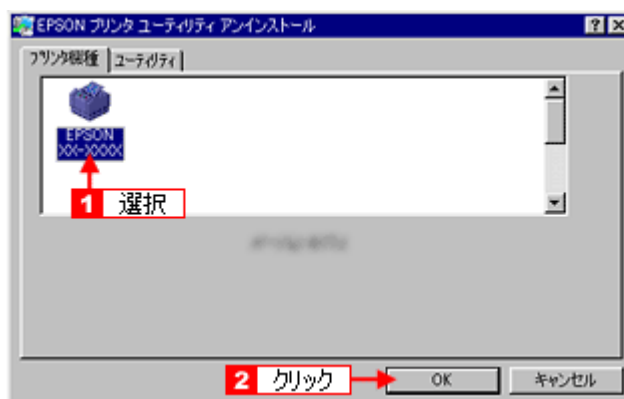 EPSON プリンタ ユーティリティ アンインストール
プリンタ機種
ユーティリティ
EPSON
XX-XXXX
1 選択
2 クリック
OK
キャンセル